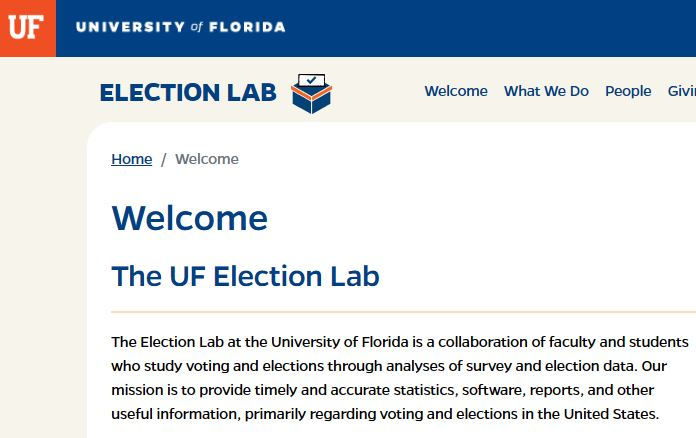 UF UNIVERSITY of FLORIDA
ELECTION LAB Welcome What We Do People
Home / Welcome
Welcome
The UF Election Lab
The Election Lab at the University of Florida is a collaboration of faculty and students
who study voting and elections through analyses of survey and election data. Our
mission is to provide timely and accurate statistics, software, reports, and other
useful information, primarily regarding voting and elections in the United States.